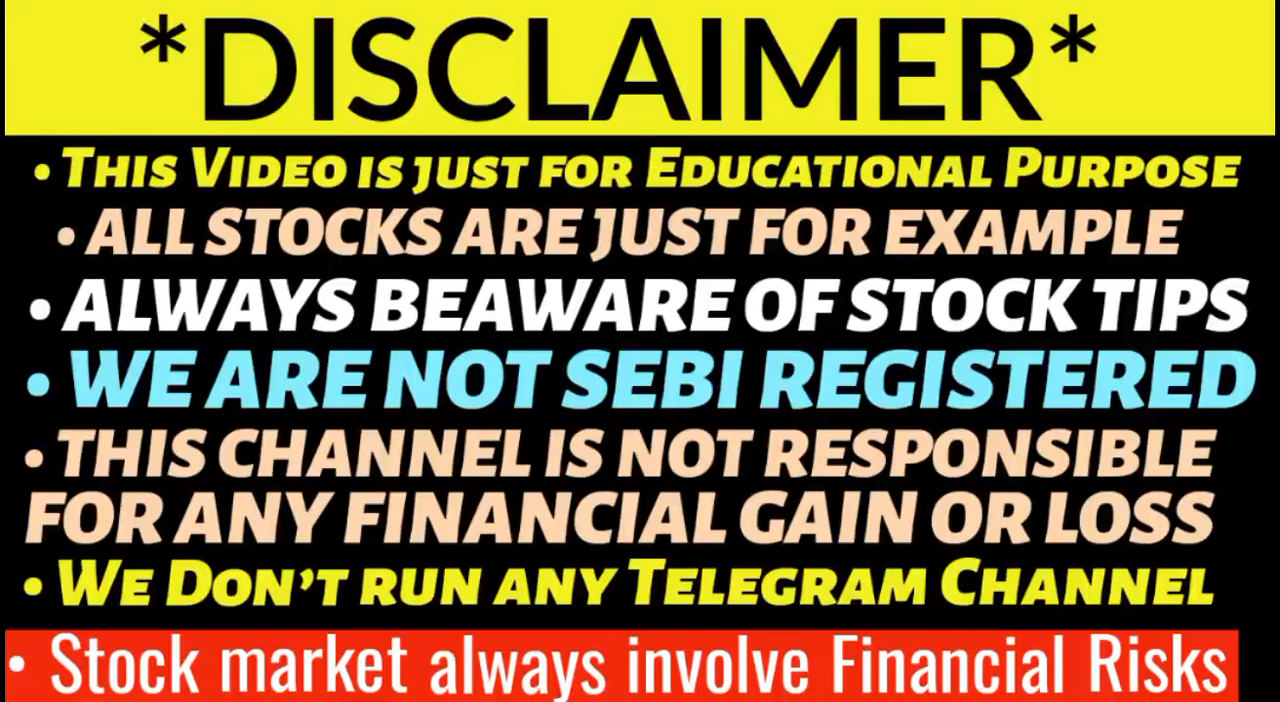 *DISCLAIMER*
• THIS VIDEO IS JUST FOR EDUCATIONAL PURPOSE
• ALL STOCKS ARE JUST FOR EXAMPLE
• ALWAYS BEAWARE OF STOCK TIPS
• WE ARE NOT SEBI REGISTERED
• THIS CHANNEL IS NOT RESPONSIBLE
FOR ANY FINANCIAL GAIN OR LOSS
• WE DON'T RUN ANY TELEGRAM CHANNEL
• Stock market always involve Financial Risks